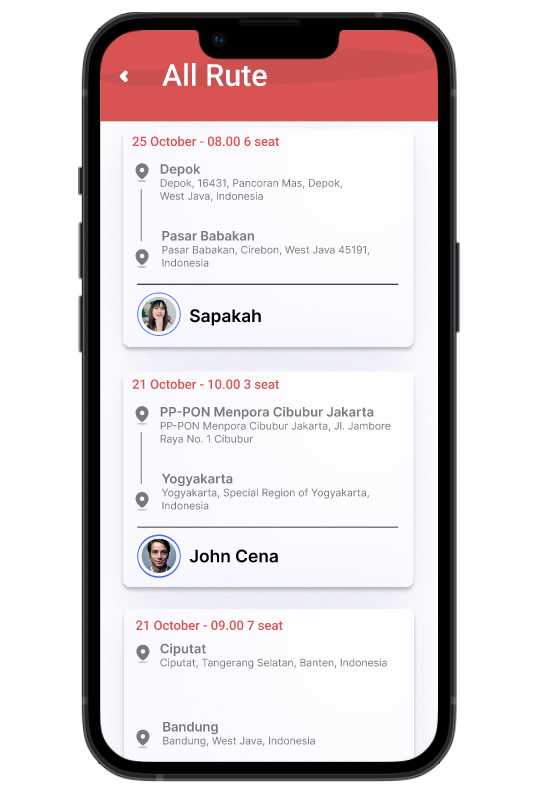 All Rute
25 October - 08.00 6 seat
Depok
Depok, 16431, Pancoran Mas, Depok,
West Java, Indonesia
Pasar Babakan
Pasar Babakan, Cirebon, West Java 45191,
Indonesia
Sapakah
21 October - 10.00 3 seat
PP-PON Menpora Cibubur Jakarta
PP-PON Menpora Cibubur Jakarta, Jl. Jambore
Raya No. 1 Cibubur
Yogyakarta
Yogyakarta, Special Region of Yogyakarta,
Indonesia
John Cena
21 October - 09.00 7 seat
Ciputat
Ciputat, Tangerang Selatan, Banten, Indonesia
Bandung
Bandung, West Java, Indonesia